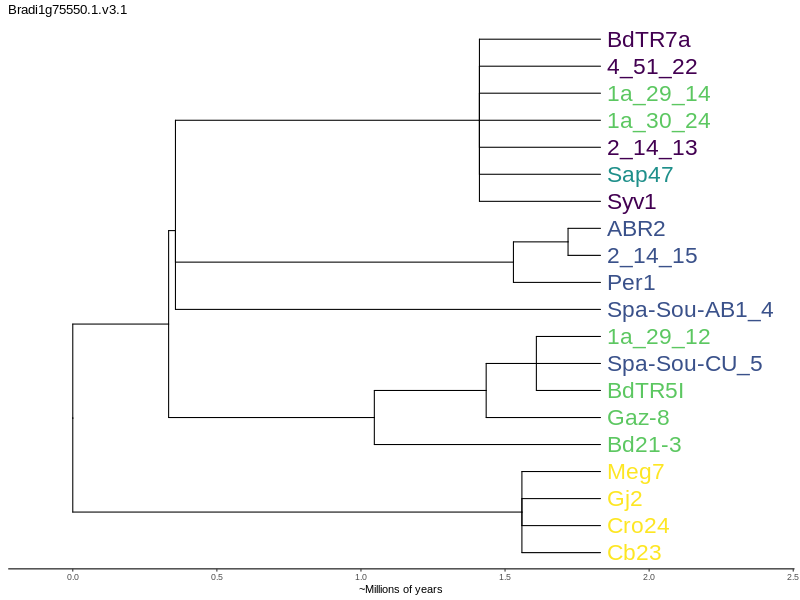 Bradi1g75550.1.v3.1
BdTR7a
4_51_22
1a_29_14
1a_30_24
2_14_13
Sap47
Syv1
ABR2
2_14_15
Per1
Spa-Sou-AB1_4
1a_29_12
Spa-Sou-CU_5
BdTR5I
Gaz-8
Bd21-3
Meg7
Gj2
Cro24
Cb23
0.0 0.5 1.0 1.5 2.0 2.5
~Millions of years